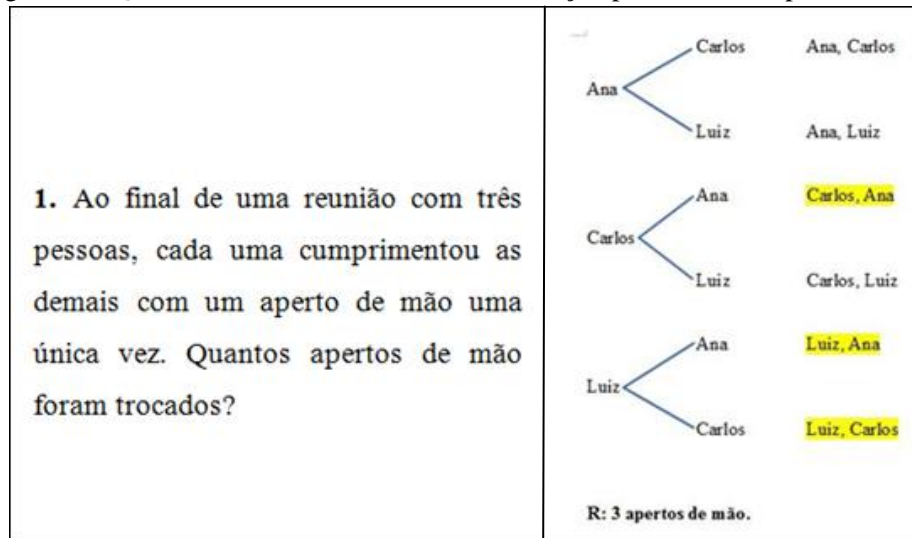 1. Ao final de uma reunião com três
pessoas, cada uma cumprimentou as
demais com um aperto de mão uma
única vez. Quantos apertos de mão
foram trocados?
Carlos Ana, Carlos
Ana
Luiz Ana, Luiz
Ana Carlos, Ana
Carlos
Luiz Carlos, Luiz
Ana Luiz, Ana
Luiz
Carlos Luiz, Carlos
R: 3 apertos de mão.